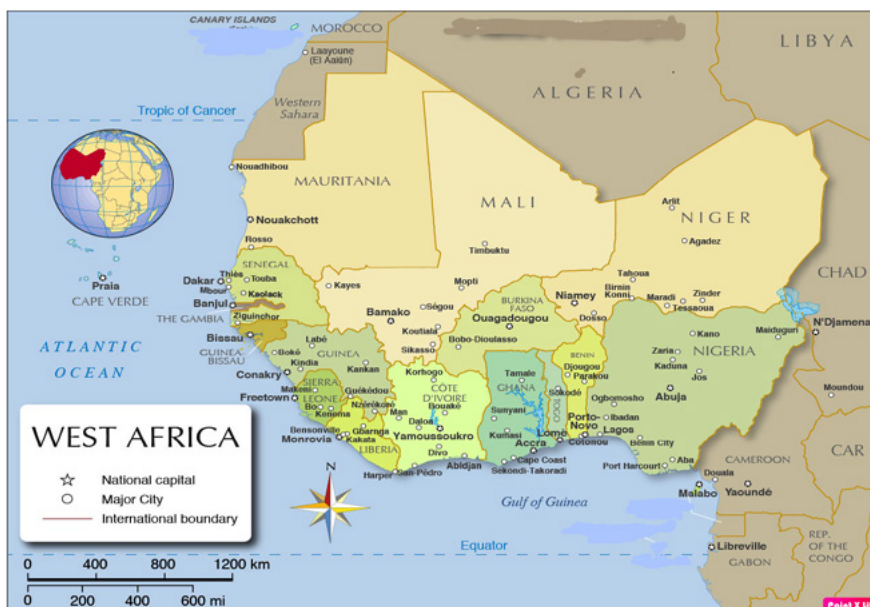 CANARY ISLANDS
MOROCCO
LIBYA
Laayoune
(El Aaiún)
ALGERIA
Western
Sahara
Tropic of Cancer
Nouadhibou
MAURITANIA
MALI
Arlit
NIGER
Nouakchott
Rosso
Timbuktu
Agadez
SENEGAL
CHAD
Dakar
Thiès
Touba
Mbour
Kaolack
Kayes
Mopti
Tahoua
Praia
CAPE VERDE
Banjul
Ségou
BURKINA
FASO
Niamey
Birnin
Konni
Maradi
Zinder
Tessaoua
Ziguinchor
THE GAMBIA
Bamako
Koutiala
Ouagadougou
Dosso
N'Djamena
Bissau
GUINEA
BISSAU
Labé
Sikasso
Bobo-Dioulasso
Kano
Maiduguri
ATLANTIC
OCEAN
Boké
GUINEA
Kindia
Kankan
BENIN
Djougou
Parakou
Zaria
Kaduna
NIGERIA
Conakry
Korhogo
Tamale
Jos
Makeni
SIERRA
LEONE
Guékédou
CÔTE
D'IVOIRE
GHANA
TOGO
Sokodé
Ogbomosho
Abuja
Moundou
Freetown
Bo
Kenema
Nzérékoré
Man
Bouaké
Sunyani
Porto-
Novo
Ibadan
WEST AFRICA
Bensonville
Gbarnga
Daloa
Kumasi
Lomé
Lagos
Monrovia
Kakata
Yamoussoukro
Accra
Cotonou
Benin City
LIBERIA
Divo
Cape Coast
Aba
CAMEROON
CAR
Harper
San-Pédro
Abidjan
Sekondi-Takoradi
Port Harcourt
Douala
National capital
Malabo
Yaoundé
Major City
N
Gulf of Guinea
International boundary
Equator
Libreville
REP.
OF THE
CONGO
GABON
0 400 800 1200 km
0 200 400 600 mi